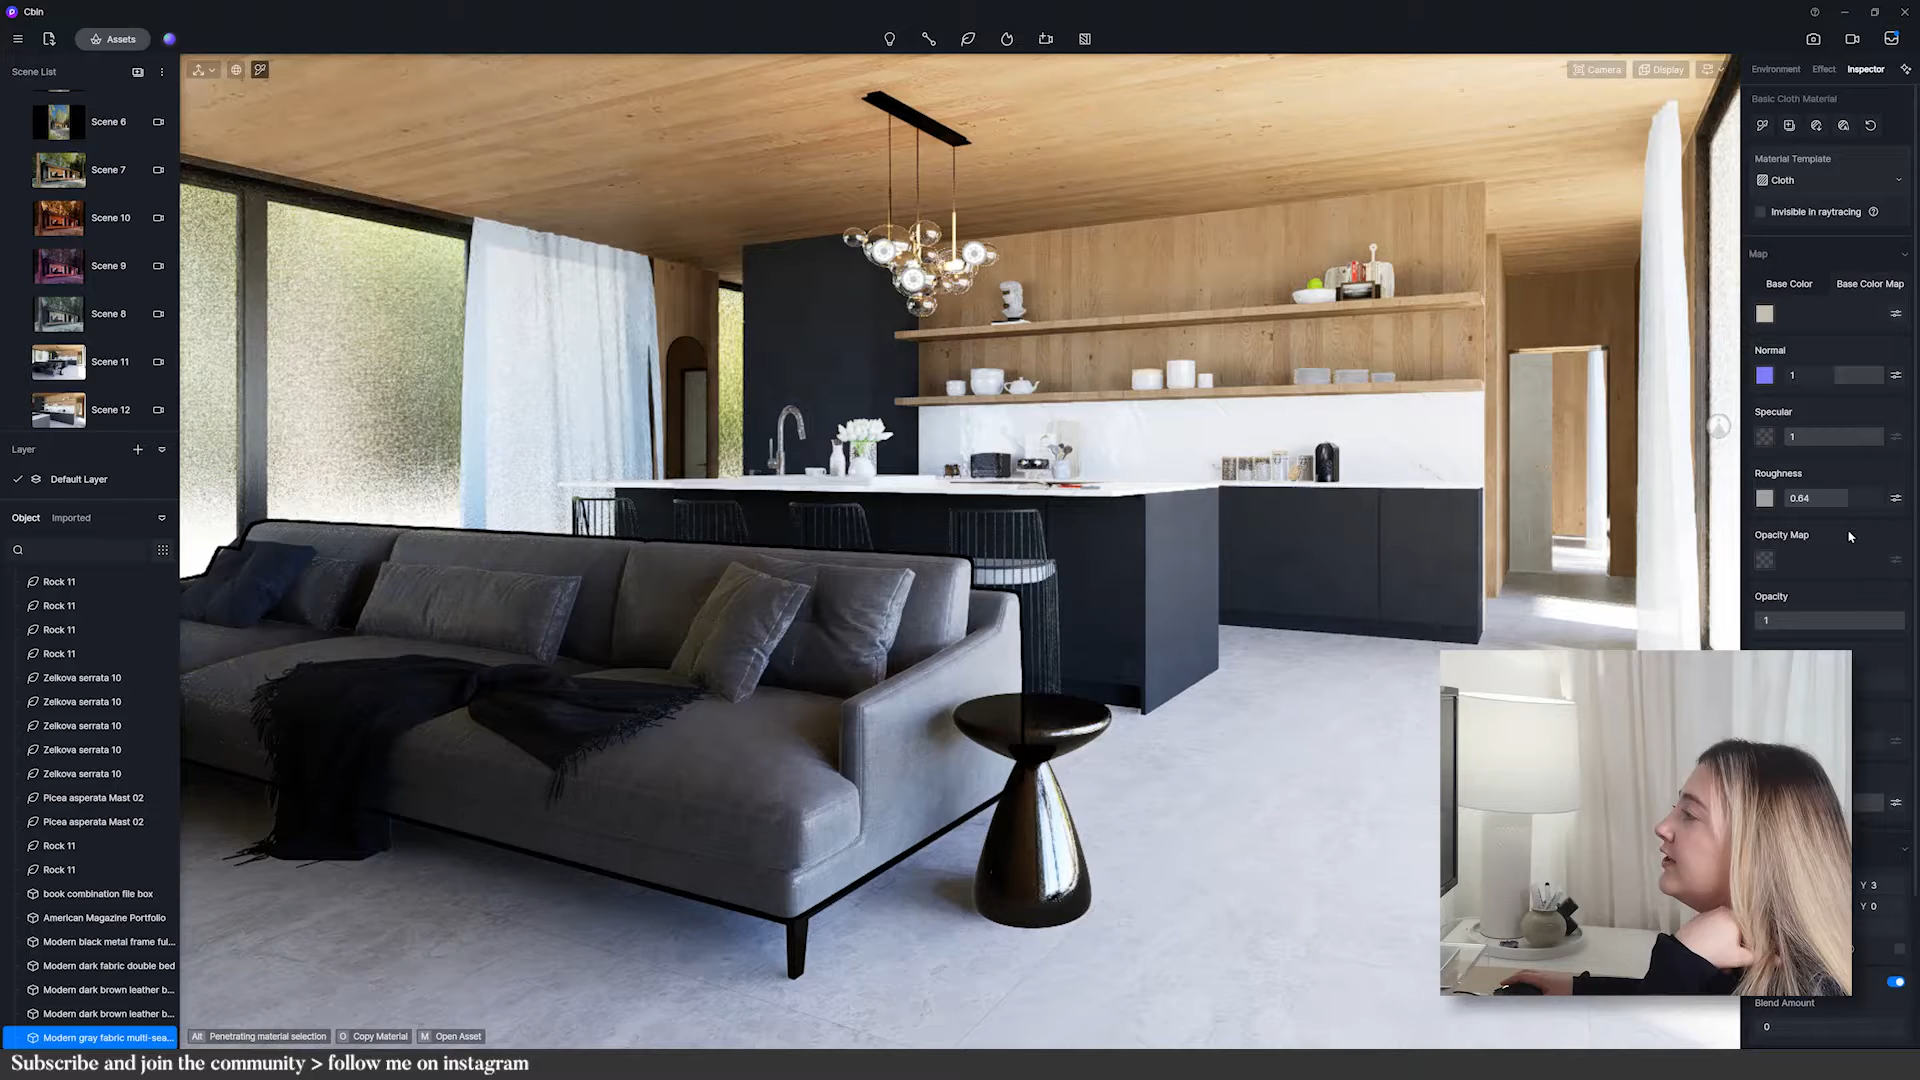 Cbin
Assets
Scene List
Scene 6
Scene 7
Scene 10
Scene 9
Scene 8
Scene 11
Scene 12
Layer
Default Layer
Object Imported
Rock 11
Rock 11
Rock 11
Rock 11
Zelkova serrata 10
Zelkova serrata 10
Zelkova serrata 10
Zelkova serrata 10
Zelkova serrata 10
Picea asperata Mast 02
Picea asperata Mast 02
Rock 11
Rock 11
book combination file box
American Magazine Portfolio
Modern black metal frame ful...
Modern dark fabric double bed
Modern dark brown leather b...
Modern dark brown leather b...
Modern gray fabric multi-sea...
Camera Display
Alt Penetrating material selection O Copy Material M Open Asset
Environment Effect Inspector
Basic Cloth Material
Material Template
Cloth
Invisible in raytracing
Map
Base Color Base Color Map
Normal
1
Specular
1
Roughness
0.64
Opacity Map
Opacity
1
Y 3
Y 0
Blend Amount
0
Subscribe and join the community > follow me on instagram